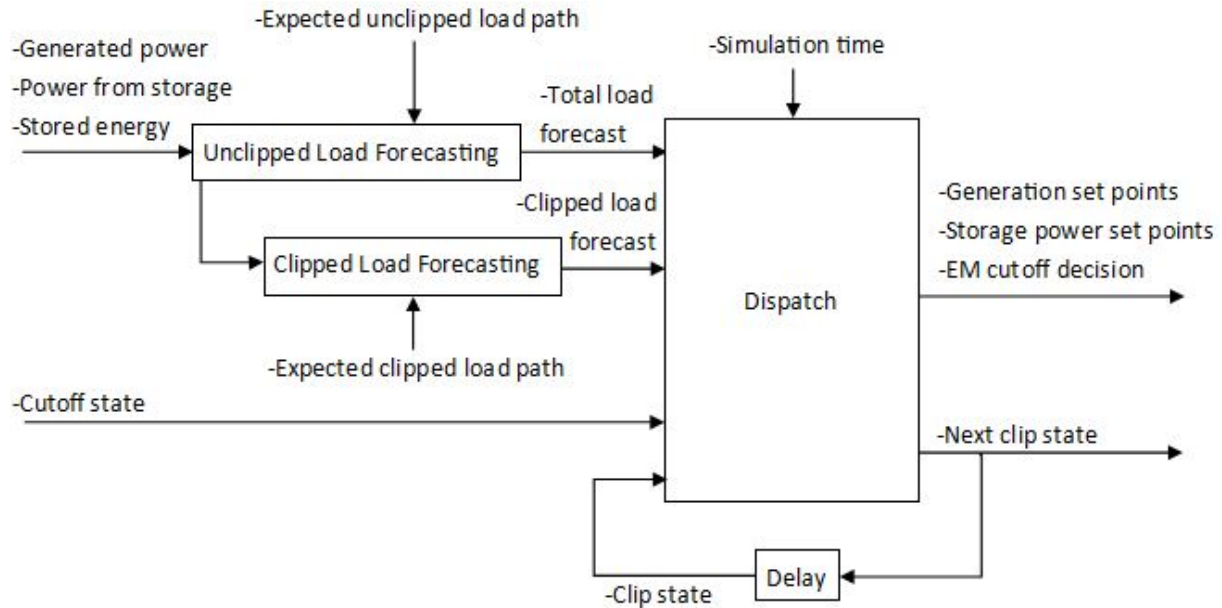 -Expected unclipped load path
-Generated power
-Power from storage
-Stored energy
-Simulation time
-Total load
forecast
Unclipped Load Forecasting
-Clipped load
forecast
Clipped Load Forecasting
-Expected clipped load path
-Cutoff state
Dispatch
-Generation set points
-Storage power set points
-EM cutoff decision
-Next clip state
Delay
-Clip state